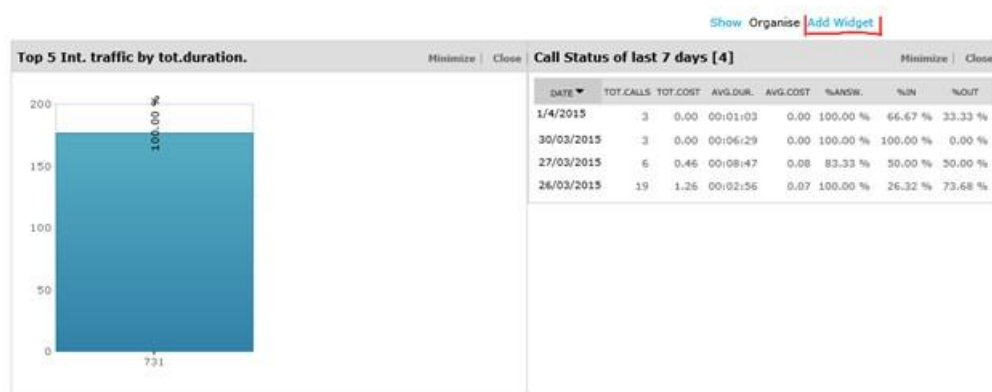 Show Organise Add Widget
Top 5 Int. traffic by tot.duration. Minimize | Close
200
100.00 %
150
100
50
0
731
Call Status of last 7 days [4] Minimize | Close
DATE TOT.CALLS TOT.COST AVG.DUR. AVG.COST %ANSW. %IN %OUT
1/4/2015 3 0.00 00:01:03 0.00 100.00 % 66.67 % 33.33 %
30/03/2015 3 0.00 00:06:29 0.00 100.00 % 100.00 % 0.00 %
27/03/2015 6 0.46 00:08:47 0.08 83.33 % 50.00 % 50.00 %
26/03/2015 19 1.26 00:02:56 0.07 100.00 % 26.32 % 73.68 %